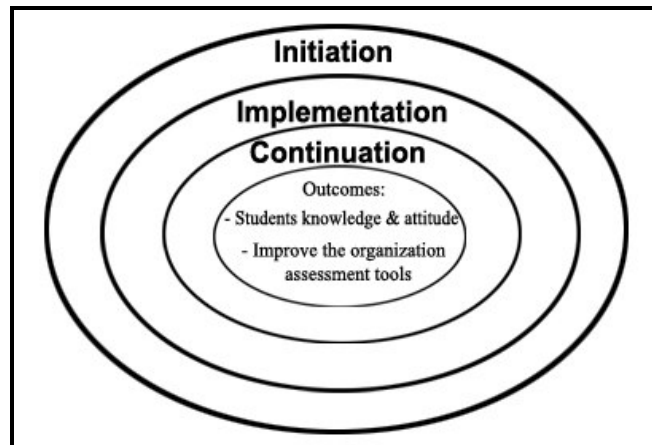 Initiation
Implementation
Continuation
Outcomes:
- Students knowledge & attitude
- Improve the organization
assessment tools